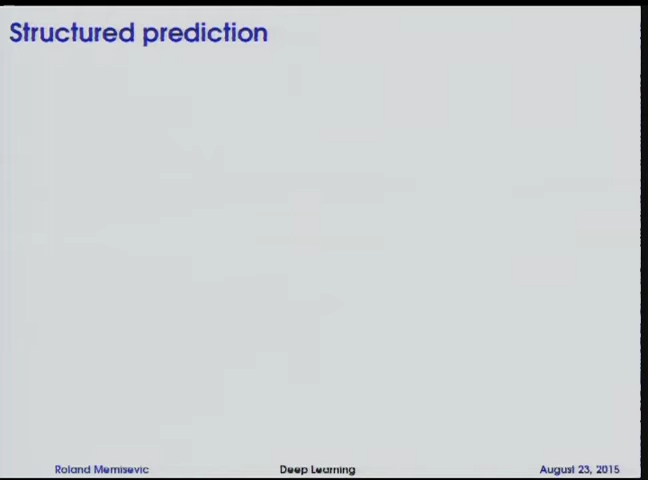 Structured prediction
Roland Memisevic Deep Learning August 23, 2015